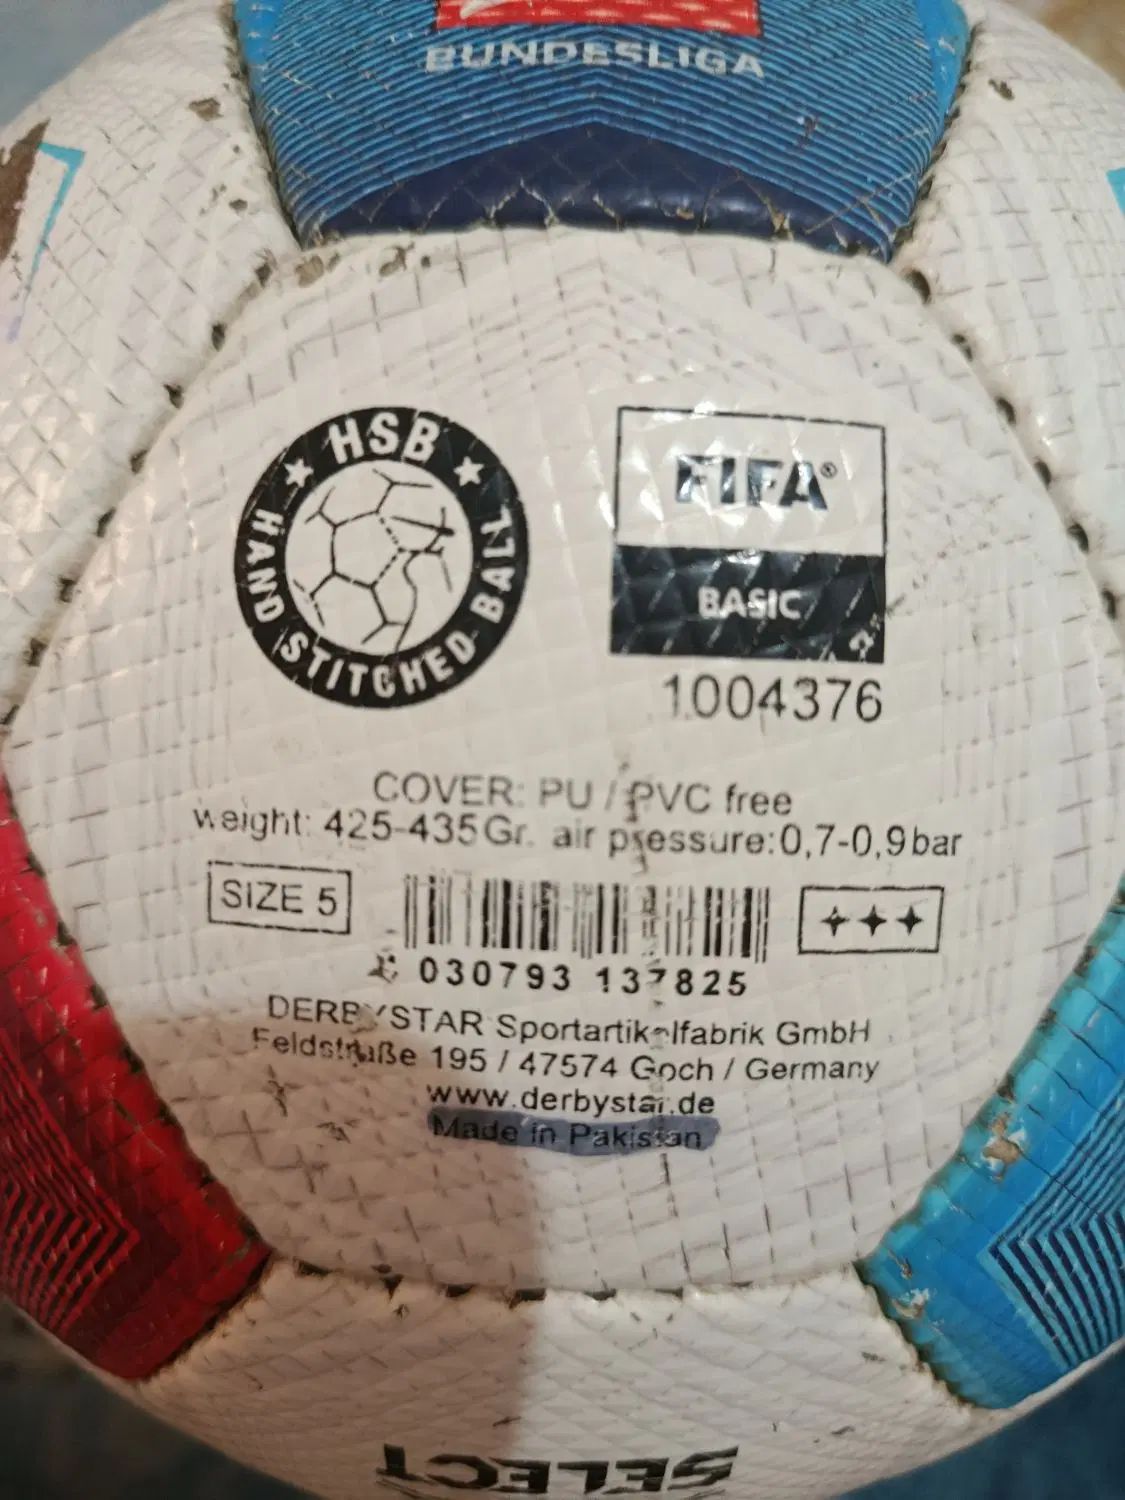 BUNDESLIGA
HSB
HAND STITCHED BALL
FIFA®
BASIC
1004376
COVER: PU / PVC free
weight: 425-435Gr. air pressure:0,7-0,9bar
SIZE 5
030793 137825
DERBYSTAR Sportartikelfabrik GmbH
Feldstraße 195 / 47574 Goch / Germany
www.derbystar.de
Made in Pakistan
SELECT